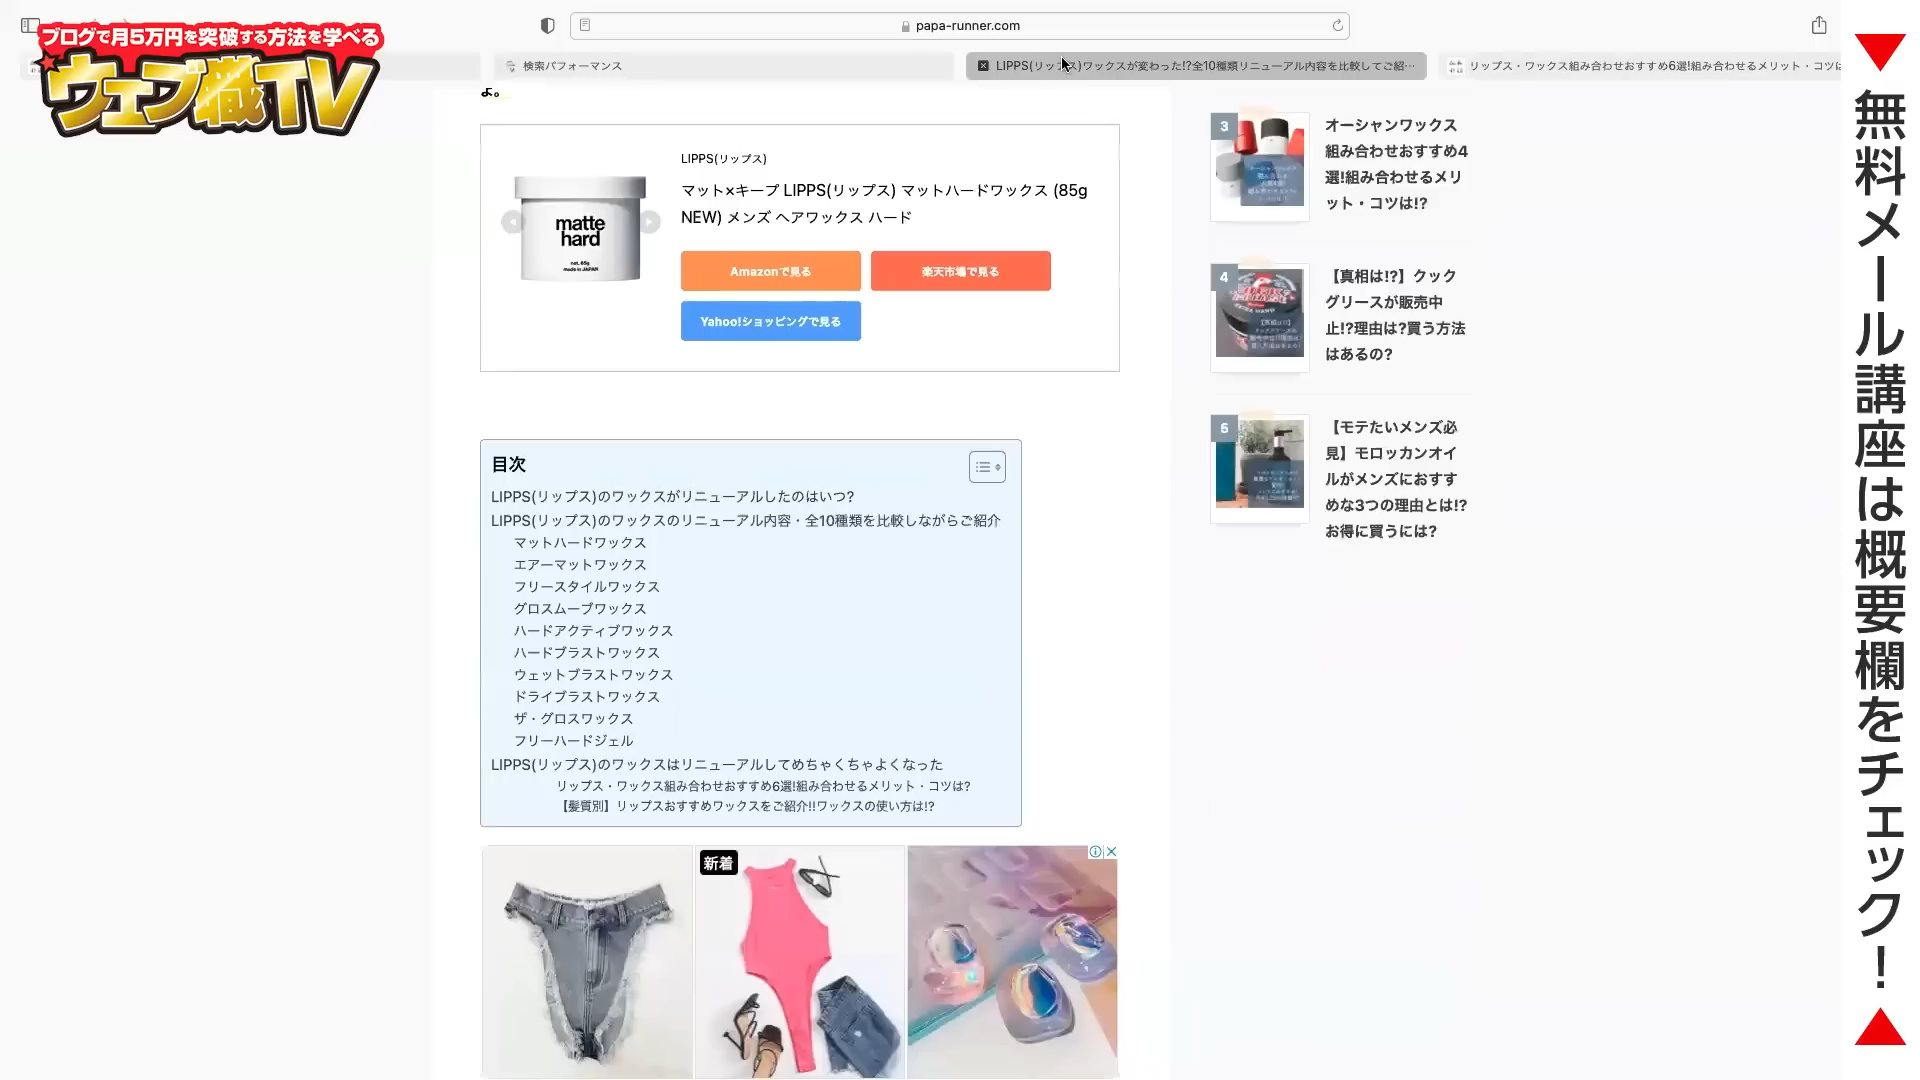 ブログで月5万円を突破する方法を学べる
ウェブ職TV
papa-runner.com
検索パフォーマンス
LIPPS(リップス)ワックスが変わった!?全10種類リニューアル内容を比較してご紹…
リップス・ワックス組み合わせおすすめ6選!組み合わせるメリット・コツは
よ。
LIPPS(リップス)
マット×キープ LIPPS(リップス) マットハードワックス (85g
NEW) メンズ ヘアワックス ハード
matte
hard
net. 85g
made in JAPAN
Amazonで見る
楽天市場で見る
Yahoo!ショッピングで見る
目次
LIPPS(リップス)のワックスがリニューアルしたのはいつ?
LIPPS(リップス)のワックスのリニューアル内容・全10種類を比較しながらご紹介
マットハードワックス
エアーマットワックス
フリースタイルワックス
グロスムーブワックス
ハードアクティブワックス
ハードブラストワックス
ウェットブラストワックス
ドライブラストワックス
ザ・グロスワックス
フリーハードジェル
LIPPS(リップス)のワックスはリニューアルしてめちゃくちゃよくなった
リップス・ワックス組み合わせおすすめ6選!組み合わせるメリット・コツは?
【髪質別】リップスおすすめワックスをご紹介!!ワックスの使い方は!?
新着
3
オーシャンワックス
組み合わせおすすめ4
選!組み合わせるメリ
ット・コツは!?
4
【真相は!?】クック
グリースが販売中
止!?理由は?買う方法
はあるの?
5
【モテたいメンズ必
見】モロッカンオイ
ルがメンズにおすす
めな3つの理由とは!?
お得に買うには?
無料メール講座は概要欄をチェック!